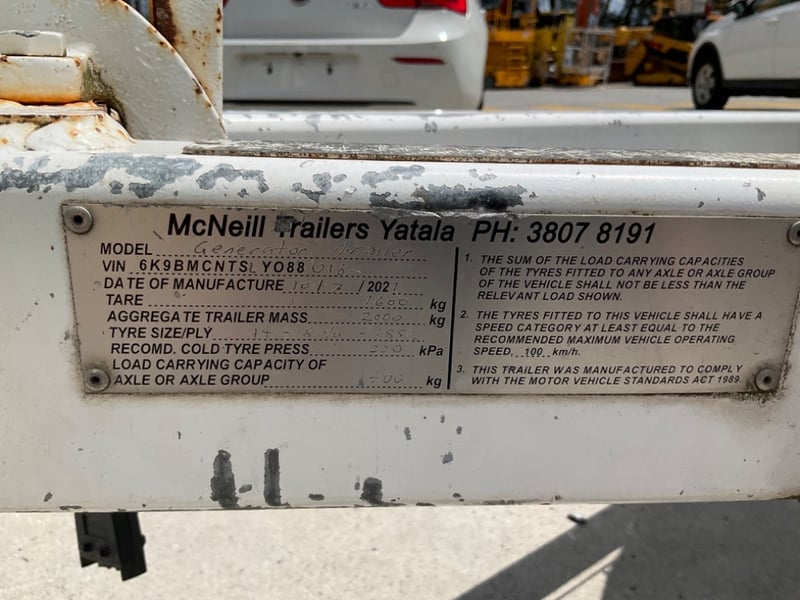 McNeill Trailers Yatala PH: 3807 8191
MODEL Generator trailer
VIN 6K9BMCNTS YO88
DATE OF MANUFACTURE /2021
TARE 1600 kg
AGGREGATE TRAILER MASS 2000 kg
TYRE SIZE/PLY
RECOMD. COLD TYRE PRESS kPa
LOAD CARRYING CAPACITY OF
AXLE OR AXLE GROUP kg
1. THE SUM OF THE LOAD CARRYING CAPACITIES
OF THE TYRES FITTED TO ANY AXLE OR AXLE GROUP
OF THE VEHICLE SHALL NOT BE LESS THAN THE
RELEVANT LOAD SHOWN.
2. THE TYRES FITTED TO THIS VEHICLE SHALL HAVE A
SPEED CATEGORY AT LEAST EQUAL TO THE
RECOMMENDED MAXIMUM VEHICLE OPERATING
SPEED, 100 km/h.
3. THIS TRAILER WAS MANUFACTURED TO COMPLY
WITH THE MOTOR VEHICLE STANDARDS ACT 1989